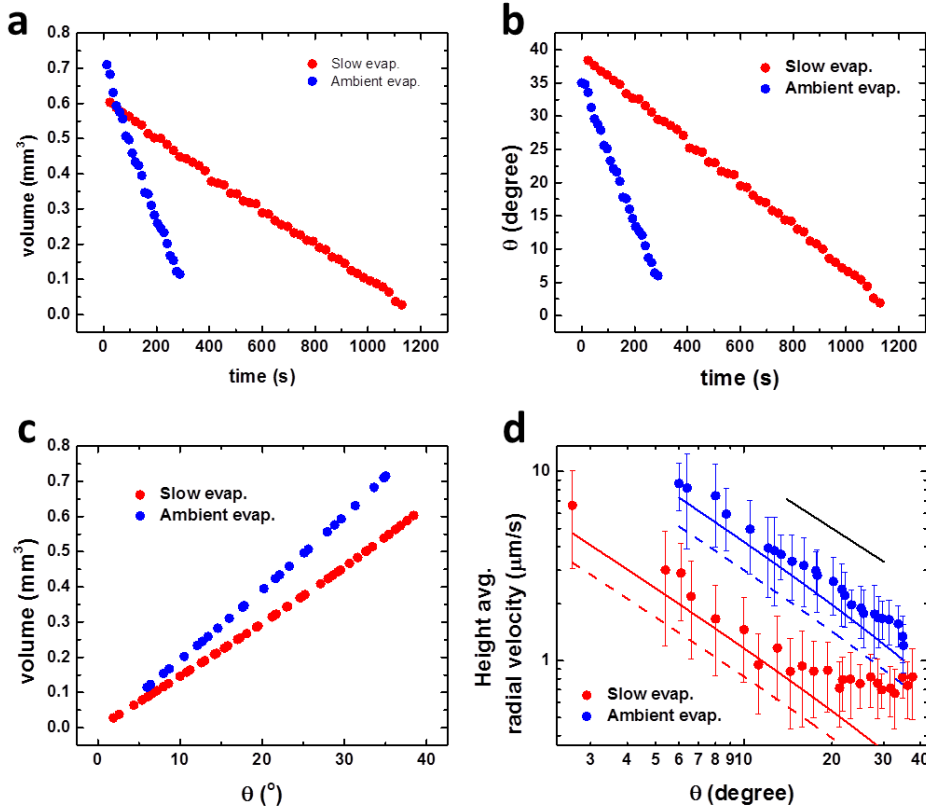 a
0.8
0.7
0.6
0.5
0.4
0.3
0.2
0.1
0.0
volume (mm³)
Slow evap.
Ambient evap.
0 200 400 600 800 1000 1200
time (s)
b
40
35
30
25
20
15
10
5
0
θ (degree)
Slow evap.
Ambient evap.
0 200 400 600 800 1000 1200
time (s)
c
0.8
0.7
0.6
0.5
0.4
0.3
0.2
0.1
0.0
volume (mm³)
Slow evap.
Ambient evap.
0 10 20 30 40
θ (°)
d
10
1
Height avg.
radial velocity (μm/s)
Slow evap.
Ambient evap.
3 4 5 6 7 8 9 10 20 30 40
θ (degree)